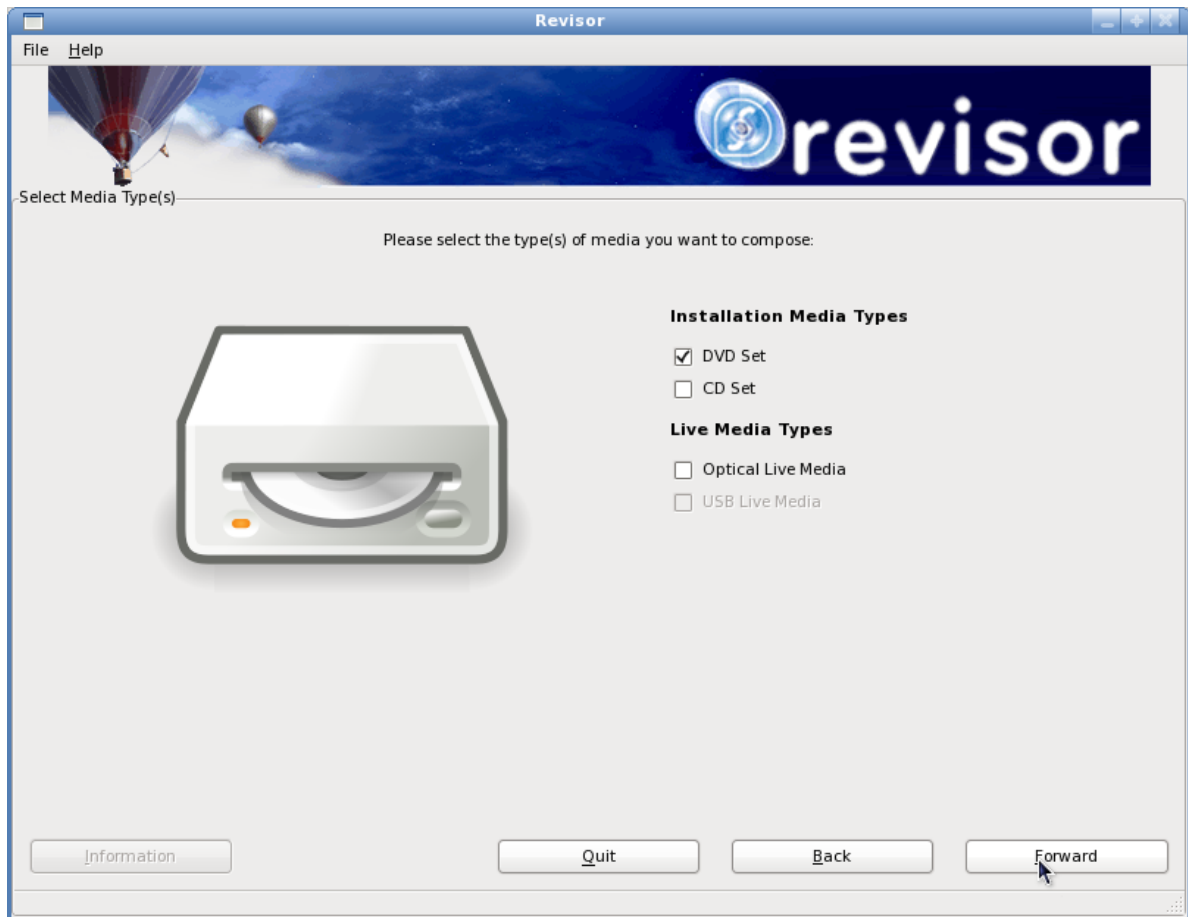 Revisor
File Help
revisor
Select Media Type(s)
Please select the type(s) of media you want to compose:
Installation Media Types
DVD Set
CD Set
Live Media Types
Optical Live Media
USB Live Media
Information Quit Back Forward